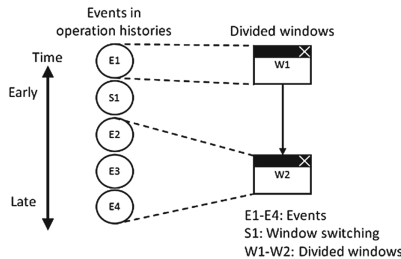 Events in
operation histories
Divided windows
Time
Early
Late
E1
S1
E2
E3
E4
W1
W2
E1-E4: Events
S1: Window switching
W1-W2: Divided windows